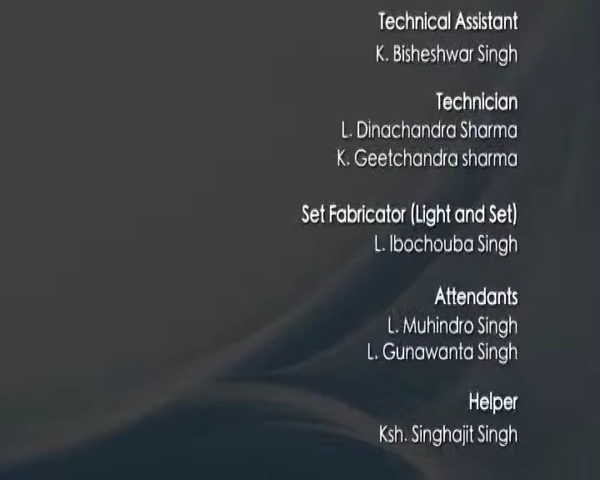 Technical Assistant
K. Bisheshwar Singh
Technician
L. Dinachandra Sharma
K. Geetchandra sharma
Set Fabricator (Light and Set)
L. Ibochouba Singh
Attendants
L. Muhindro Singh
L. Gunawanta Singh
Helper
Ksh. Singhajit Singh